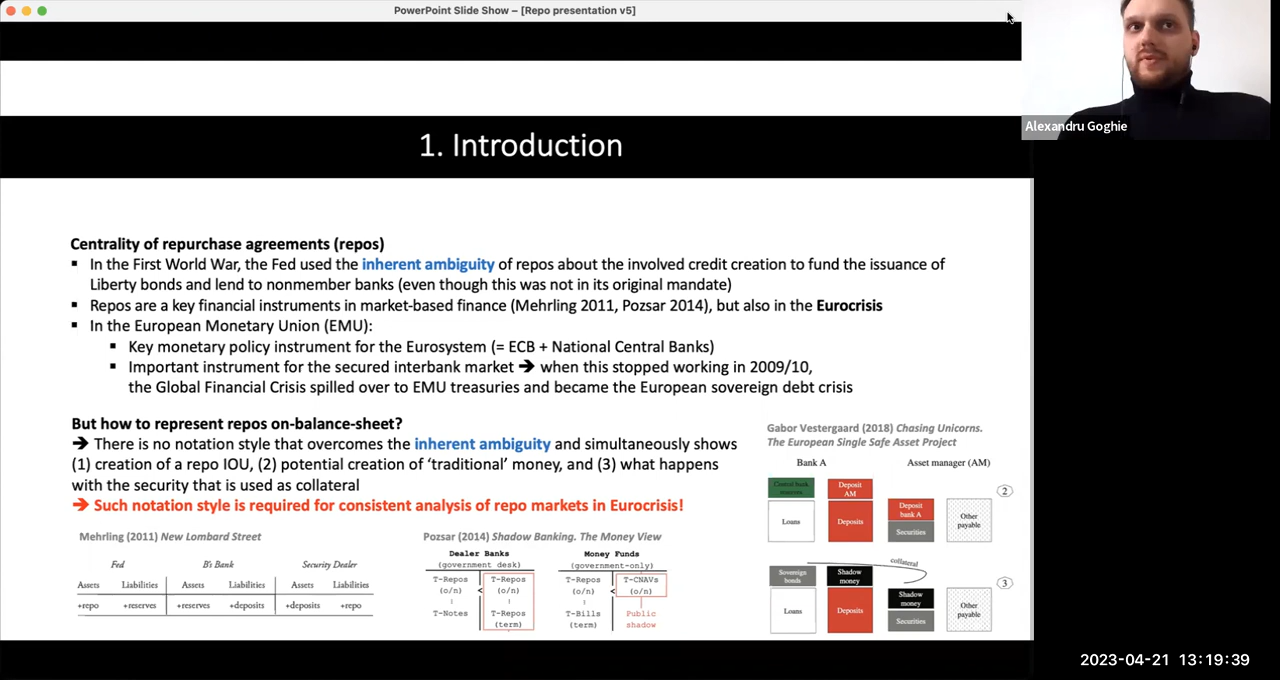 PowerPoint Slide Show – [Repo presentation v5]
Alexandru Goghie
1. Introduction
Centrality of repurchase agreements (repos)
▪ In the First World War, the Fed used the inherent ambiguity of repos about the involved credit creation to fund the issuance of
Liberty bonds and lend to nonmember banks (even though this was not in its original mandate)
▪ Repos are a key financial instruments in market-based finance (Mehrling 2011, Pozsar 2014), but also in the Eurocrisis
▪ In the European Monetary Union (EMU):
▪ Key monetary policy instrument for the Eurosystem (= ECB + National Central Banks)
▪ Important instrument for the secured interbank market ➔ when this stopped working in 2009/10,
the Global Financial Crisis spilled over to EMU treasuries and became the European sovereign debt crisis
But how to represent repos on-balance-sheet?
➔ There is no notation style that overcomes the inherent ambiguity and simultaneously shows
(1) creation of a repo IOU, (2) potential creation of ‘traditional’ money, and (3) what happens
with the security that is used as collateral
➔ Such notation style is required for consistent analysis of repo markets in Eurocrisis!
Mehrling (2011) New Lombard Street
Fed B's Bank Security Dealer
Assets Liabilities Assets Liabilities Assets Liabilities
+repo +reserves +reserves +deposits +deposits +repo
Pozsar (2014) Shadow Banking. The Money View
Dealer Banks Money Funds
(government desk) (government-only)
T-Repos T-Repos T-Repos T-CNAVs
(o/n) < (o/n) (o/n) < (o/n)
T-Notes T-Repos T-Bills Public
(term) (term) shadow
Gabor Vestergaard (2018) Chasing Unicorns.
The European Single Safe Asset Project
Bank A Asset manager (AM)
Central bank reserves Deposit AM
2
Loans Deposits Deposit bank A Securities Other payable
collateral
Sovereign bonds Shadow money
3
Loans Deposits Shadow money Securities Other payable
2023-04-21 13:19:39